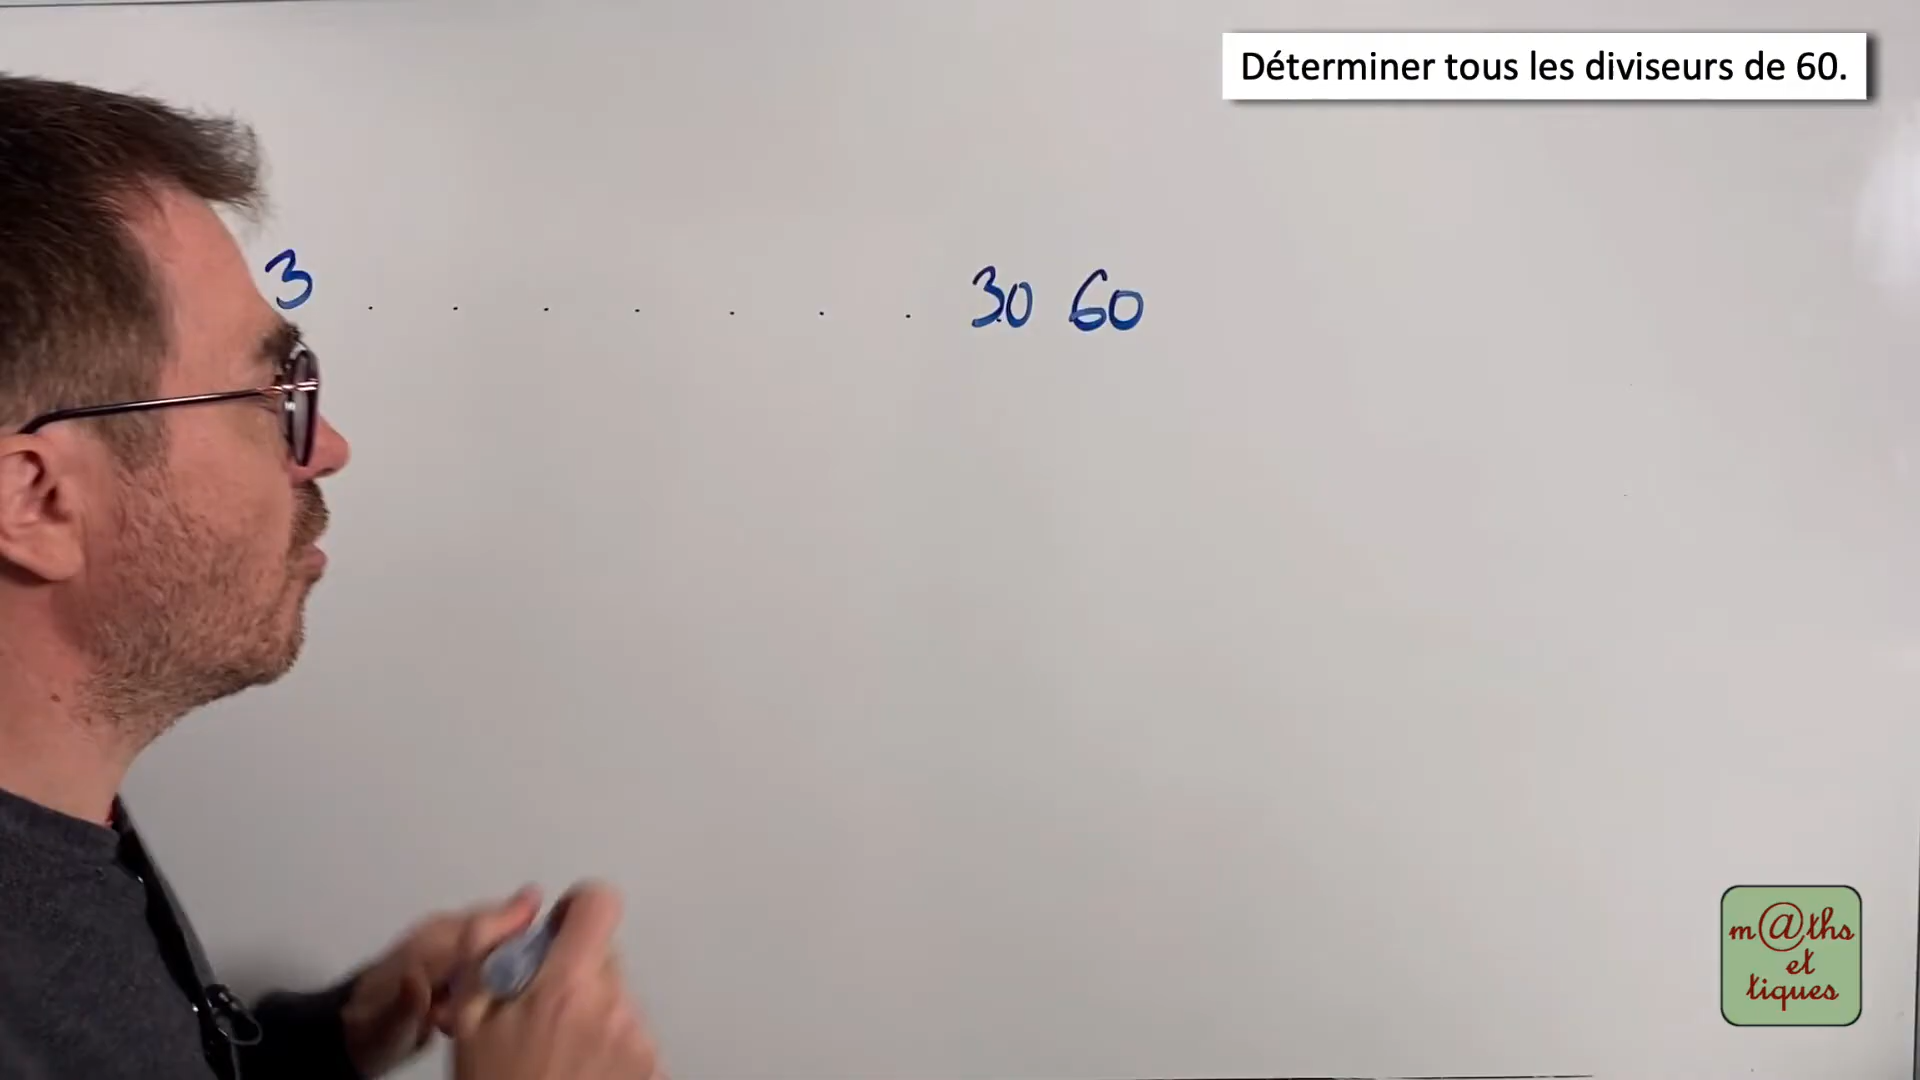 Déterminer tous les diviseurs de 60.
3 . . . . . . . 30 60
m@ths
et
tiques